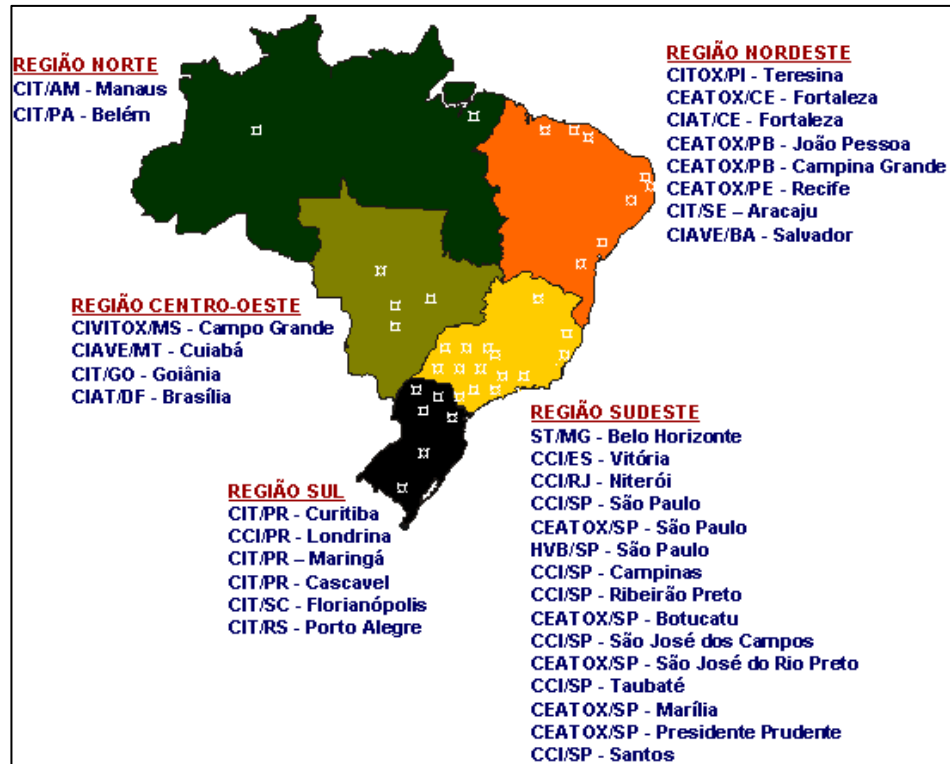 REGIÃO NORTE
CIT/AM - Manaus
CIT/PA - Belém
REGIÃO NORDESTE
CITOX/PI - Teresina
CEATOX/CE - Fortaleza
CIAT/CE - Fortaleza
CEATOX/PB - João Pessoa
CEATOX/PB - Campina Grande
CEATOX/PE - Recife
CIT/SE – Aracaju
CIAVE/BA - Salvador
REGIÃO CENTRO-OESTE
CIVITOX/MS - Campo Grande
CIAVE/MT - Cuiabá
CIT/GO - Goiânia
CIAT/DF - Brasília
REGIÃO SUL
CIT/PR - Curitiba
CCI/PR - Londrina
CIT/PR – Maringá
CIT/PR - Cascavel
CIT/SC - Florianópolis
CIT/RS - Porto Alegre
REGIÃO SUDESTE
ST/MG - Belo Horizonte
CCI/ES - Vitória
CCI/RJ - Niterói
CCI/SP - São Paulo
CEATOX/SP - São Paulo
HVB/SP - São Paulo
CCI/SP - Campinas
CCI/SP - Ribeirão Preto
CEATOX/SP - Botucatu
CCI/SP - São José dos Campos
CEATOX/SP - São José do Rio Preto
CCI/SP - Taubaté
CEATOX/SP - Marília
CEATOX/SP - Presidente Prudente
CCI/SP - Santos